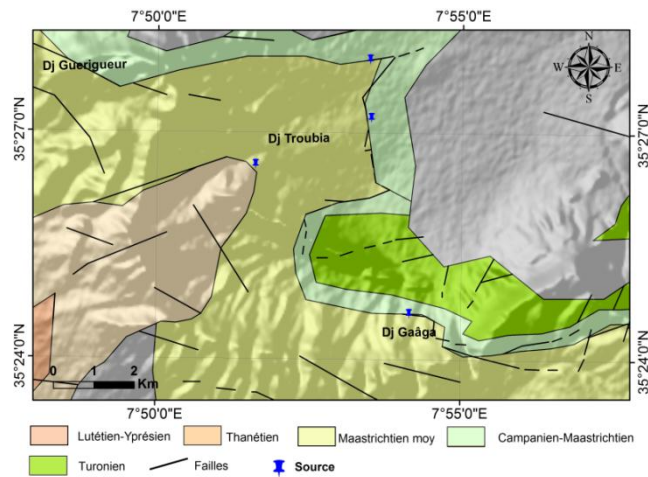 7°50'0"E 7°55'0"E
Dj Guerigueur
N
W E
S
35°27'0"N
35°27'0"N
Dj Troubia
Dj Gaâga
35°24'0"N
35°24'0"N
0 1 2
Km
7°50'0"E 7°55'0"E
Lutétien-Yprésien Thanétien Maastrichtien moy Campanien-Maastrichtien
Turonien Failles Source